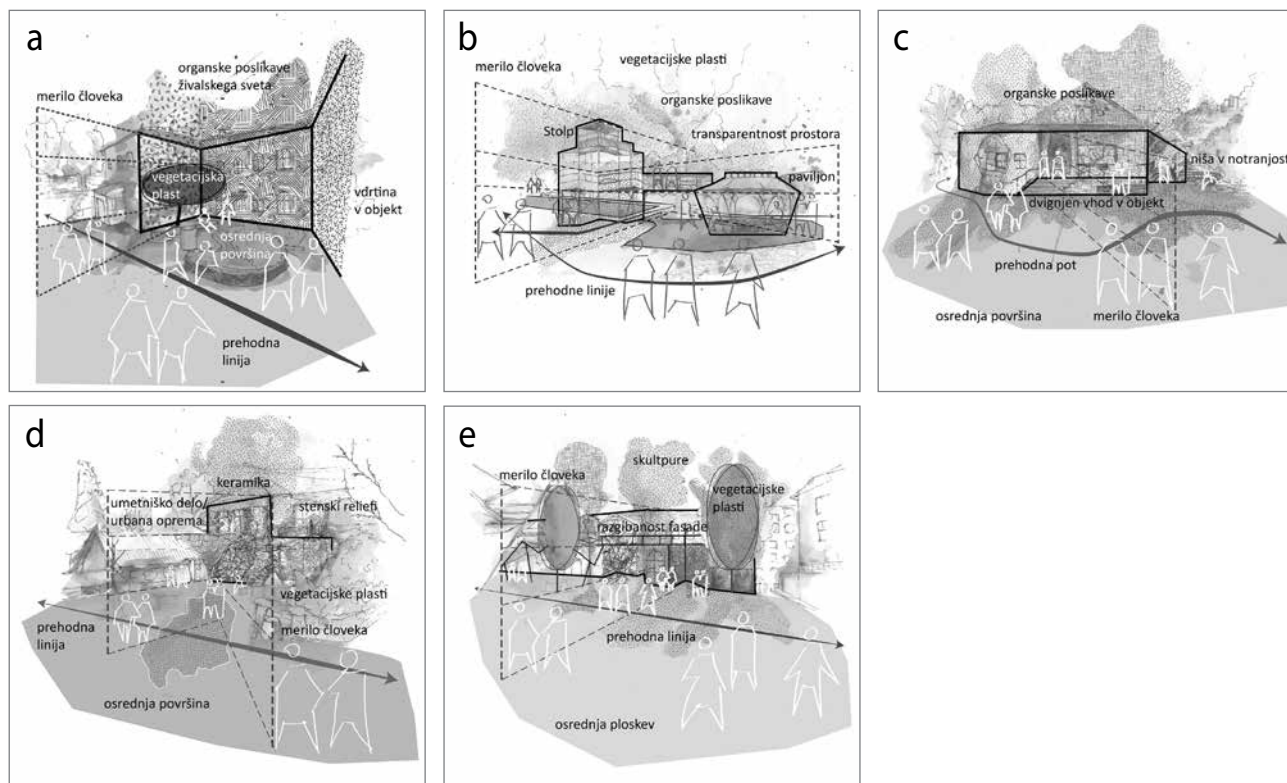 a
organske poslikave
živalskega sveta
merilo človeka
vegetacijska
plast
vdrtina
v objekt
osrednja
površina
prehodna
linija
b
vegetacijske plasti
merilo človeka
organske poslikave
Stolp
transparentnost prostora
paviljon
prehodne linije
c
organske poslikave
niša v notranjost
dvignjen vhod v objekt
prehodna pot
osrednja površina
merilo človeka
d
keramika
umetniško delo/
urbana oprema
stenski reliefi
vegetacijske plasti
prehodna
linija
merilo človeka
osrednja površina
e
skultpure
merilo človeka
vegetacijske
plasti
razgibanost fasade
prehodna linija
osrednja ploskev